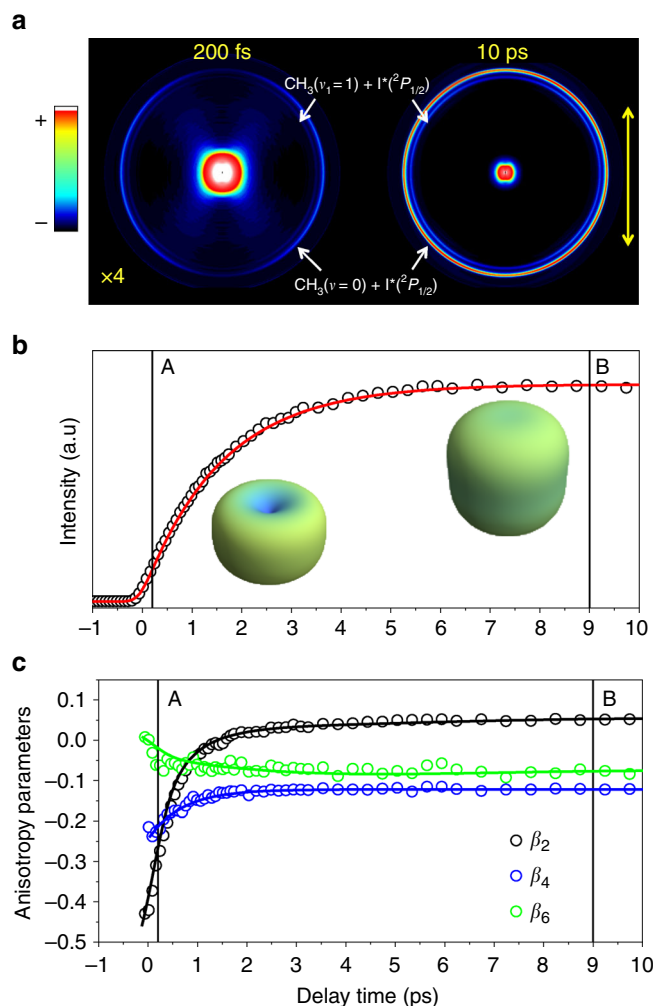 a
200 fs
10 ps
CH₃(ν₁ = 1) + I*(²P₁/₂)
+
–
×4
CH₃(ν = 0) + I*(²P₁/₂)
b
A
B
Intensity (a.u)
–1 0 1 2 3 4 5 6 7 8 9 10
c
A
B
Anisotropy parameters
0.1
0.0
–0.1
–0.2
–0.3
–0.4
–0.5
β₂
β₄
β₆
–1 0 1 2 3 4 5 6 7 8 9 10
Delay time (ps)